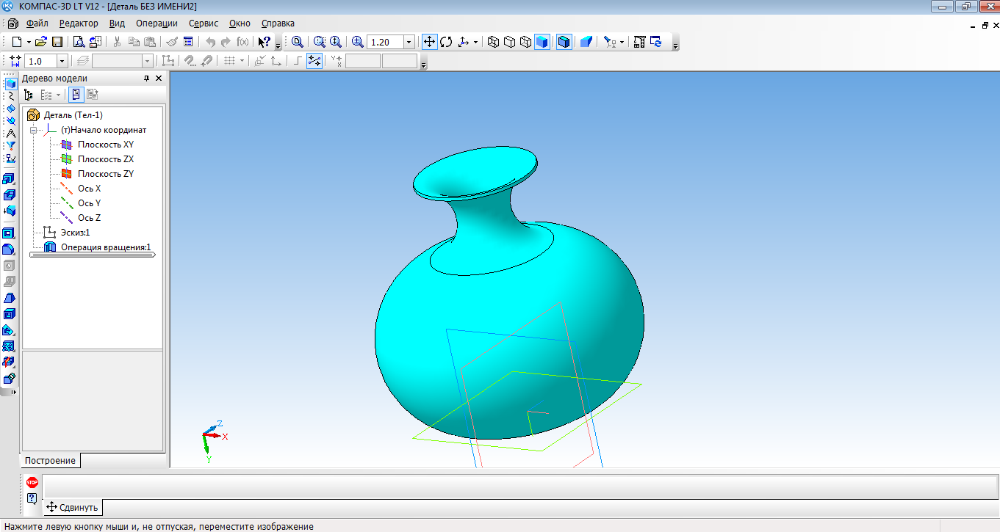 КОМПАС-3D LT V12 - [Деталь БЕЗ ИМЕНИ2]
Файл Редактор Вид Операции Сервис Окно Справка
f(x) 1.20
1.0
Дерево модели
Деталь (Тел-1)
(т)Начало координат
Плоскость XY
Плоскость ZX
Плоскость ZY
Ось X
Ось Y
Ось Z
Эскиз:1
Операция вращения:1
Z
X
Y
Построение
STOP
Сдвинуть
Нажмите левую кнопку мыши и, не отпуская, переместите изображение